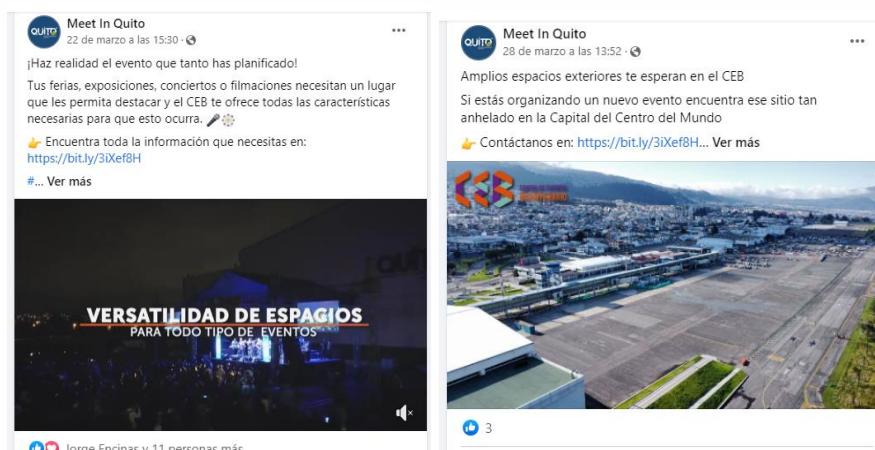 Meet In Quito
22 de marzo a las 15:30 ·
¡Haz realidad el evento que tanto has planificado!
Tus ferias, exposiciones, conciertos o filmaciones necesitan un lugar
que les permita destacar y el CEB te ofrece todas las características
necesarias para que esto ocurra. 🎤🎡
👉 Encuentra toda la información que necesitas en:
https://bit.ly/3iXef8H
#... Ver más
VERSATILIDAD DE ESPACIOS
PARA TODO TIPO DE EVENTOS
Jorge Encinas y 11 personas más
QUITO
Meet In Quito
28 de marzo a las 13:52 ·
Amplios espacios exteriores te esperan en el CEB
Si estás organizando un nuevo evento encuentra ese sitio tan
anhelado en la Capital del Centro del Mundo
👉 Contáctanos en: https://bit.ly/3iXef8H... Ver más
CEB
3